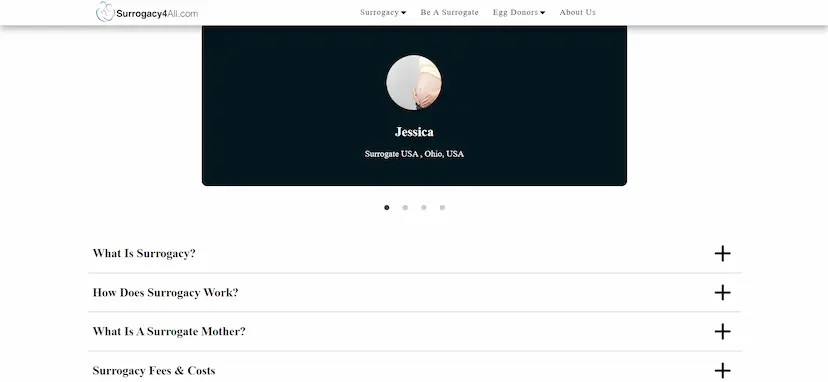 Surrogacy4All.com
Surrogacy Be A Surrogate Egg Donors About Us
Jessica
Surrogate USA , Ohio, USA
What Is Surrogacy?
How Does Surrogacy Work?
What Is A Surrogate Mother?
Surrogacy Fees & Costs